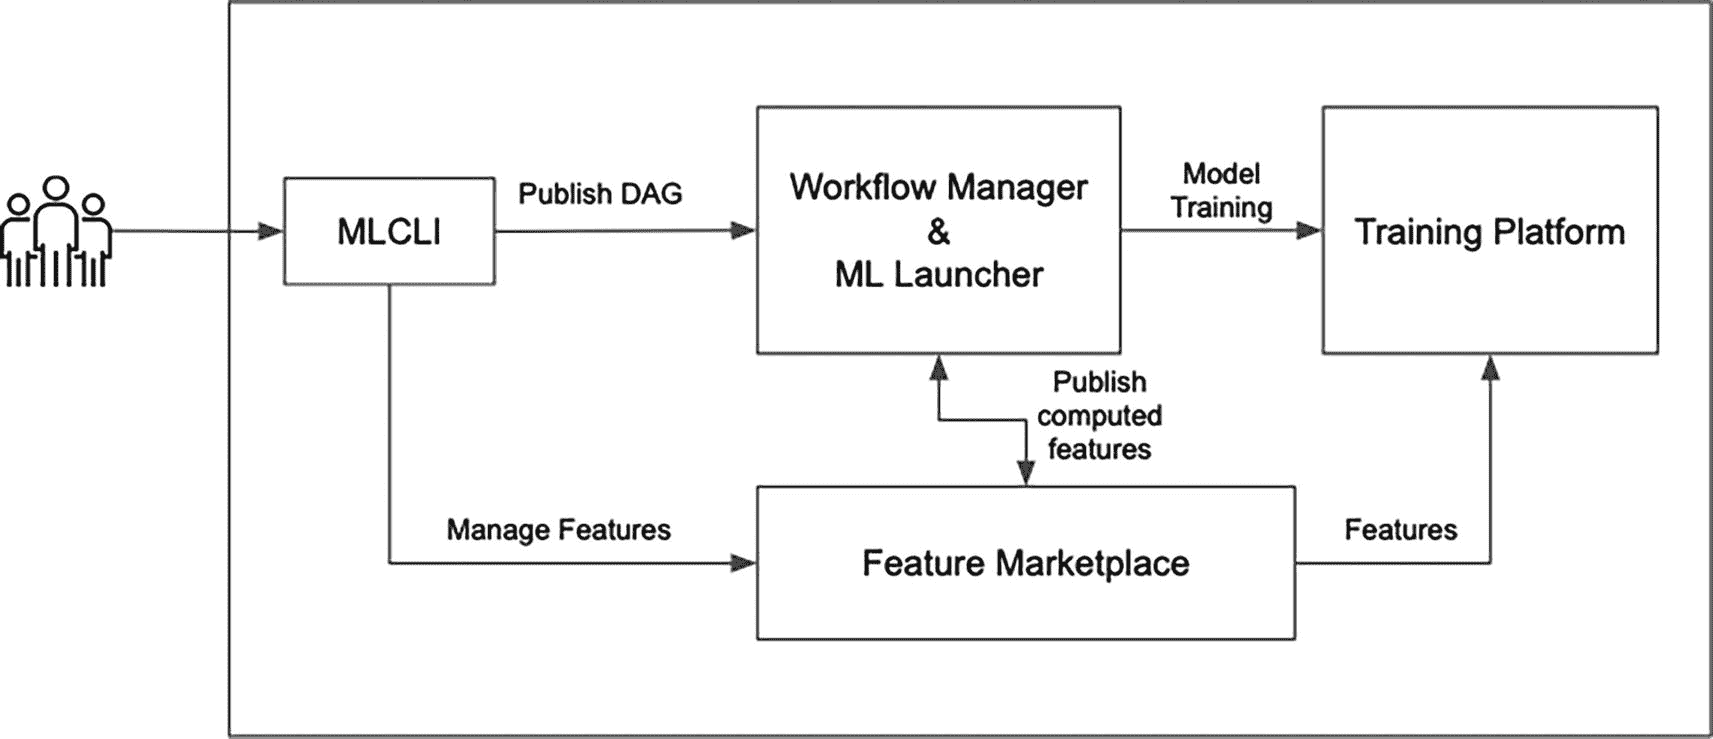 MLCLI
Publish DAG
Workflow Manager
&
ML Launcher
Model
Training
Training Platform
Publish
computed
features
Manage Features
Feature Marketplace
Features